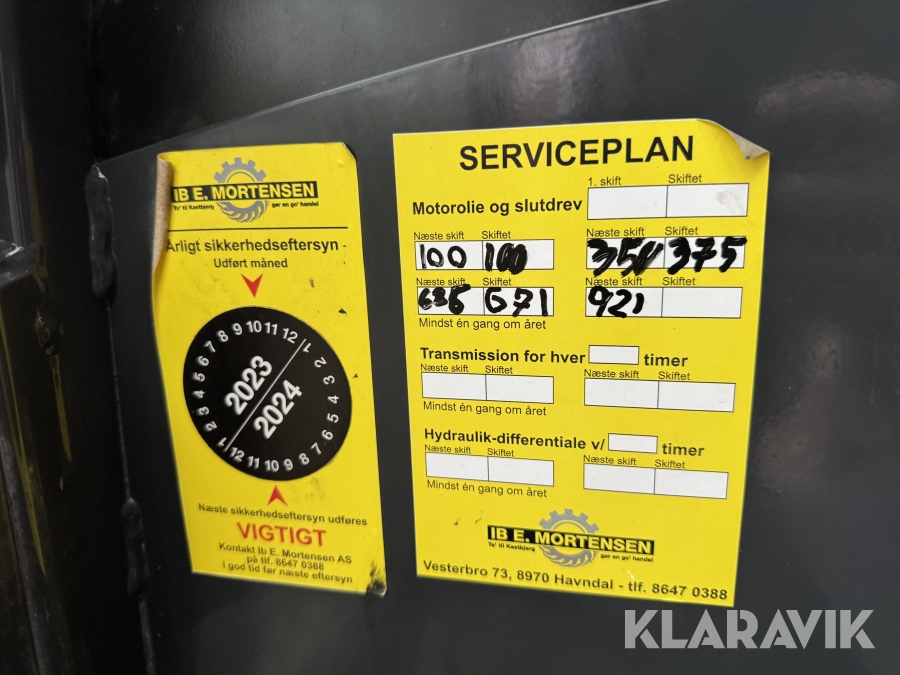 IB E. MORTENSEN
Ta' til Kastbjerg gør en go' handel
Årligt sikkerhedseftersyn
Udført måned
1 2 3 4 5 6 7 8 9 10 11 12
2023
2024
1 2 3 4 5 6 7 8 9 10 11 12
Næste sikkerhedseftersyn udføres
VIGTIGT
Kontakt Ib E. Mortensen AS
på tlf. 8647 0388
i god tid før næste eftersyn
SERVICEPLAN
1. skift Skiftet
Motorolie og slutdrev
Næste skift Skiftet Næste skift Skiftet
100 100 350 375
Næste skift Skiftet Næste skift Skiftet
671 921
Mindst én gang om året
Transmission for hver timer
Næste skift Skiftet Næste skift Skiftet
Mindst én gang om året
Hydraulik-differentiale v/ timer
Næste skift Skiftet Næste skift Skiftet
Mindst én gang om året
IB E. MORTENSEN
Ta' til Kastbjerg gør en go' handel
Vesterbro 73, 8970 Havndal - tlf. 8647 0388
KLARAVIK